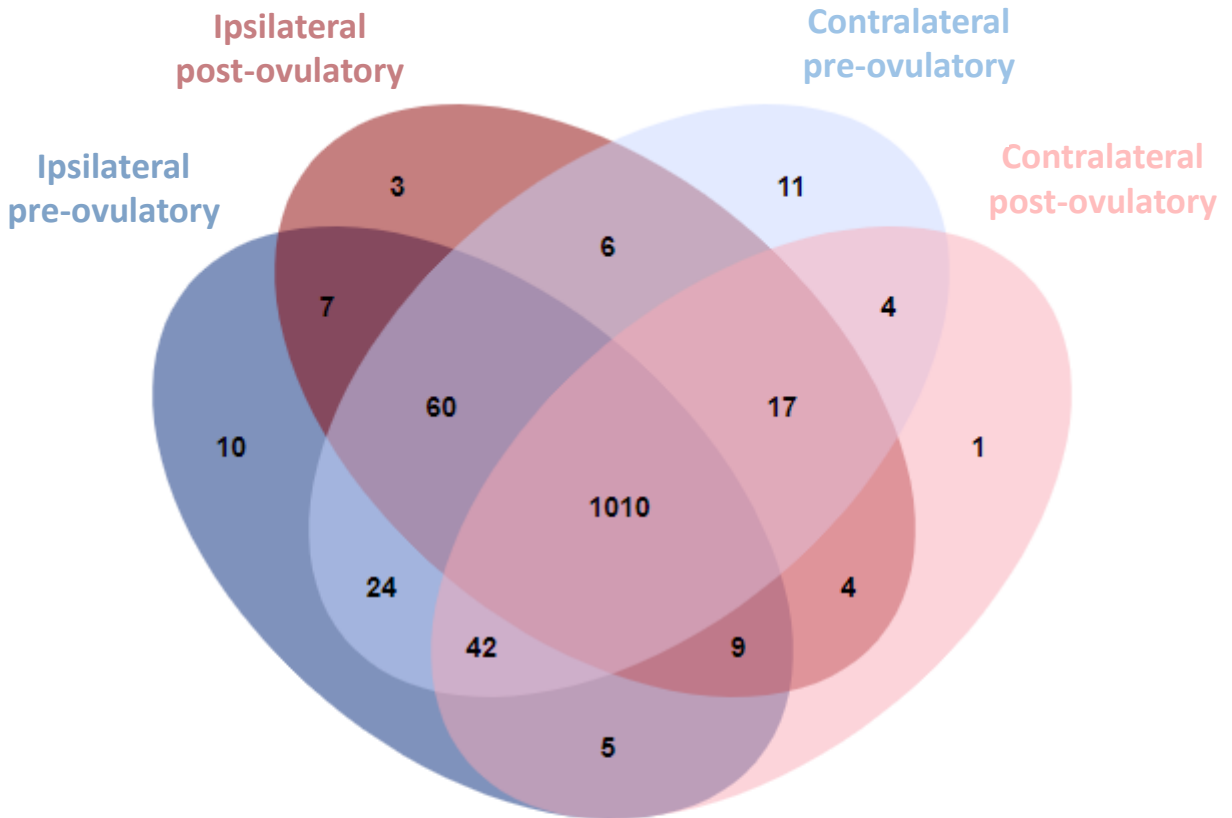 Ipsilateral
post-ovulatory
Contralateral
pre-ovulatory
Ipsilateral
pre-ovulatory
Contralateral
post-ovulatory
3
11
6
7
4
60
17
10
1
1010
24
4
42
9
5